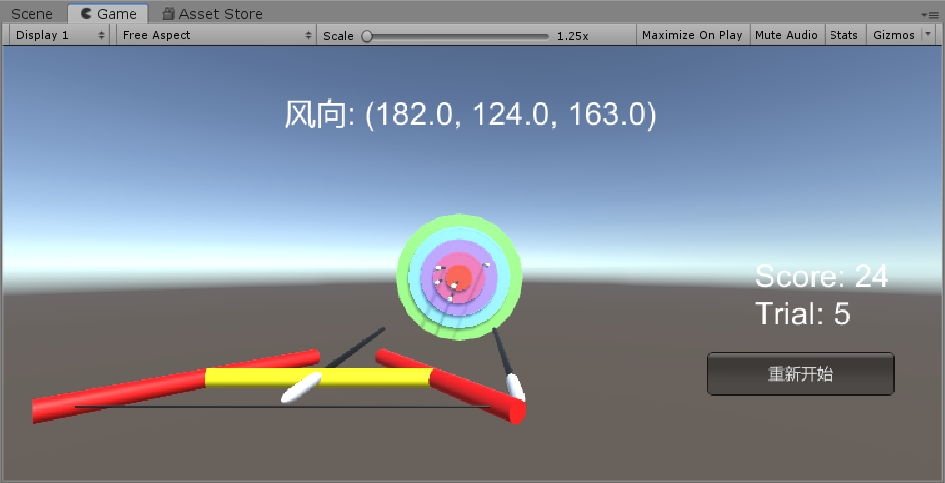 Scene Game Asset Store
Display 1 Free Aspect Scale 1.25x Maximize On Play Mute Audio Stats Gizmos
风向: (182.0, 124.0, 163.0)
Score: 24
Trial: 5
重新开始